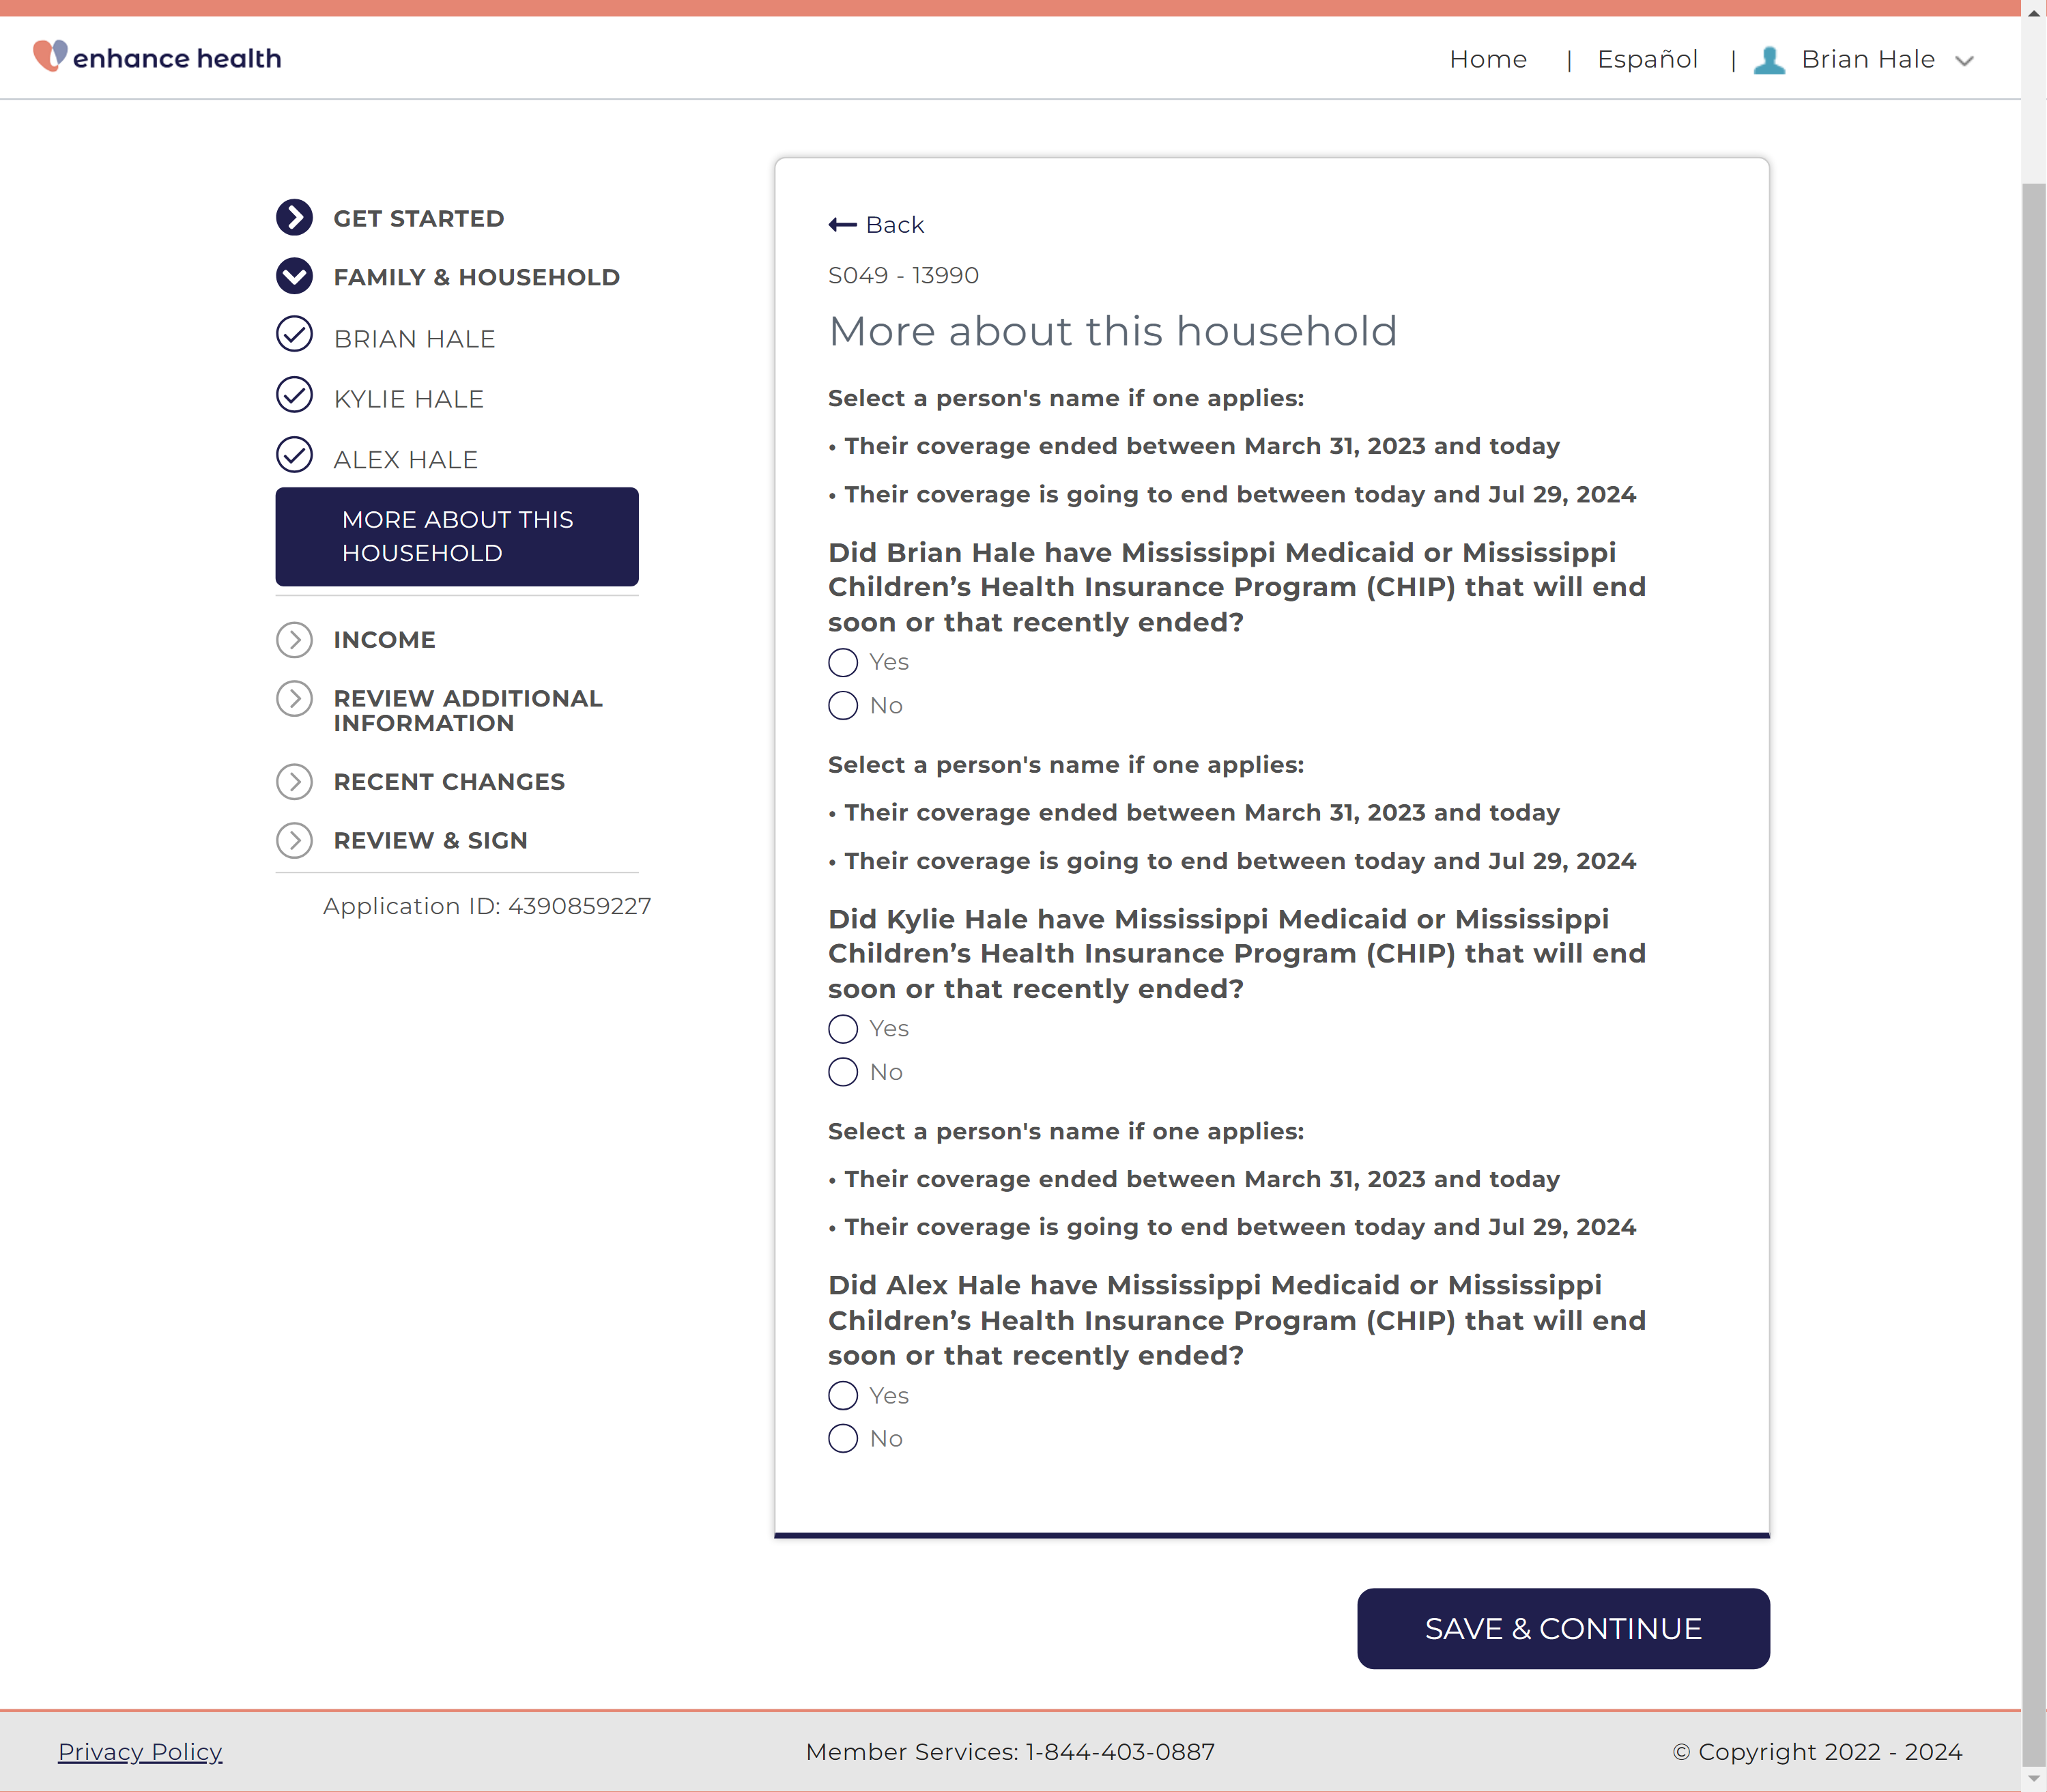 enhance health
Home | Español | Brian Hale
GET STARTED
FAMILY & HOUSEHOLD
BRIAN HALE
KYLIE HALE
ALEX HALE
MORE ABOUT THIS
HOUSEHOLD
INCOME
REVIEW ADDITIONAL
INFORMATION
RECENT CHANGES
REVIEW & SIGN
Application ID: 4390859227
Back
S049 - 13990
More about this household
Select a person's name if one applies:
• Their coverage ended between March 31, 2023 and today
• Their coverage is going to end between today and Jul 29, 2024
Did Brian Hale have Mississippi Medicaid or Mississippi
Children’s Health Insurance Program (CHIP) that will end
soon or that recently ended?
Yes
No
Select a person's name if one applies:
• Their coverage ended between March 31, 2023 and today
• Their coverage is going to end between today and Jul 29, 2024
Did Kylie Hale have Mississippi Medicaid or Mississippi
Children’s Health Insurance Program (CHIP) that will end
soon or that recently ended?
Yes
No
Select a person's name if one applies:
• Their coverage ended between March 31, 2023 and today
• Their coverage is going to end between today and Jul 29, 2024
Did Alex Hale have Mississippi Medicaid or Mississippi
Children’s Health Insurance Program (CHIP) that will end
soon or that recently ended?
Yes
No
SAVE & CONTINUE
Privacy Policy
Member Services: 1-844-403-0887
© Copyright 2022 - 2024